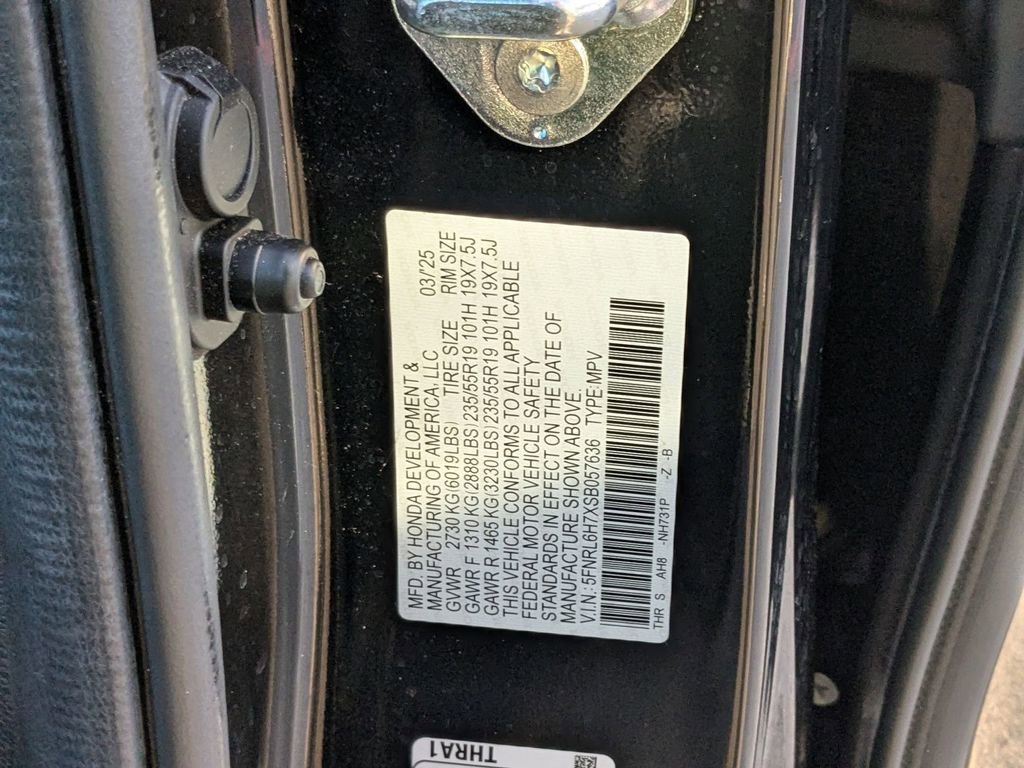 MFD. BY HONDA DEVELOPMENT &
MANUFACTURING OF AMERICA, LLC 03/'25
GVWR 2730 KG(6019LBS) TIRE SIZE RIM SIZE
GAWR F 1310 KG(2888LBS) 235/55R19 101H 19X7.5J
GAWR R 1465 KG(3230LBS) 235/55R19 101H 19X7.5J
THIS VEHICLE CONFORMS TO ALL APPLICABLE
FEDERAL MOTOR VEHICLE SAFETY
STANDARDS IN EFFECT ON THE DATE OF
MANUFACTURE SHOWN ABOVE.
V.I.N.: 5FNRL6H7XSB057636 TYPE:MPV
THR S AH8 -NH731P -Z -B
THRA1